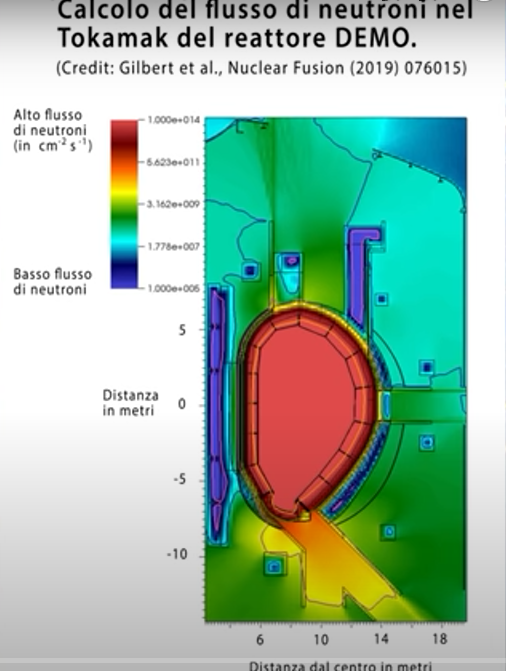 Calcolo del flusso di neutroni nel
Tokamak del reattore DEMO.
(Credit: Gilbert et al., Nuclear Fusion (2019) 076015)
Alto flusso
di neutroni
(in cm⁻² s⁻¹)
1.000e+014
5.623e+011
3.162e+009
1.778e+007
1.000e+005
Basso flusso
di neutroni
5
Distanza
in metri
0
-5
-10
6 10 14 18
Distanza dal centro in metri